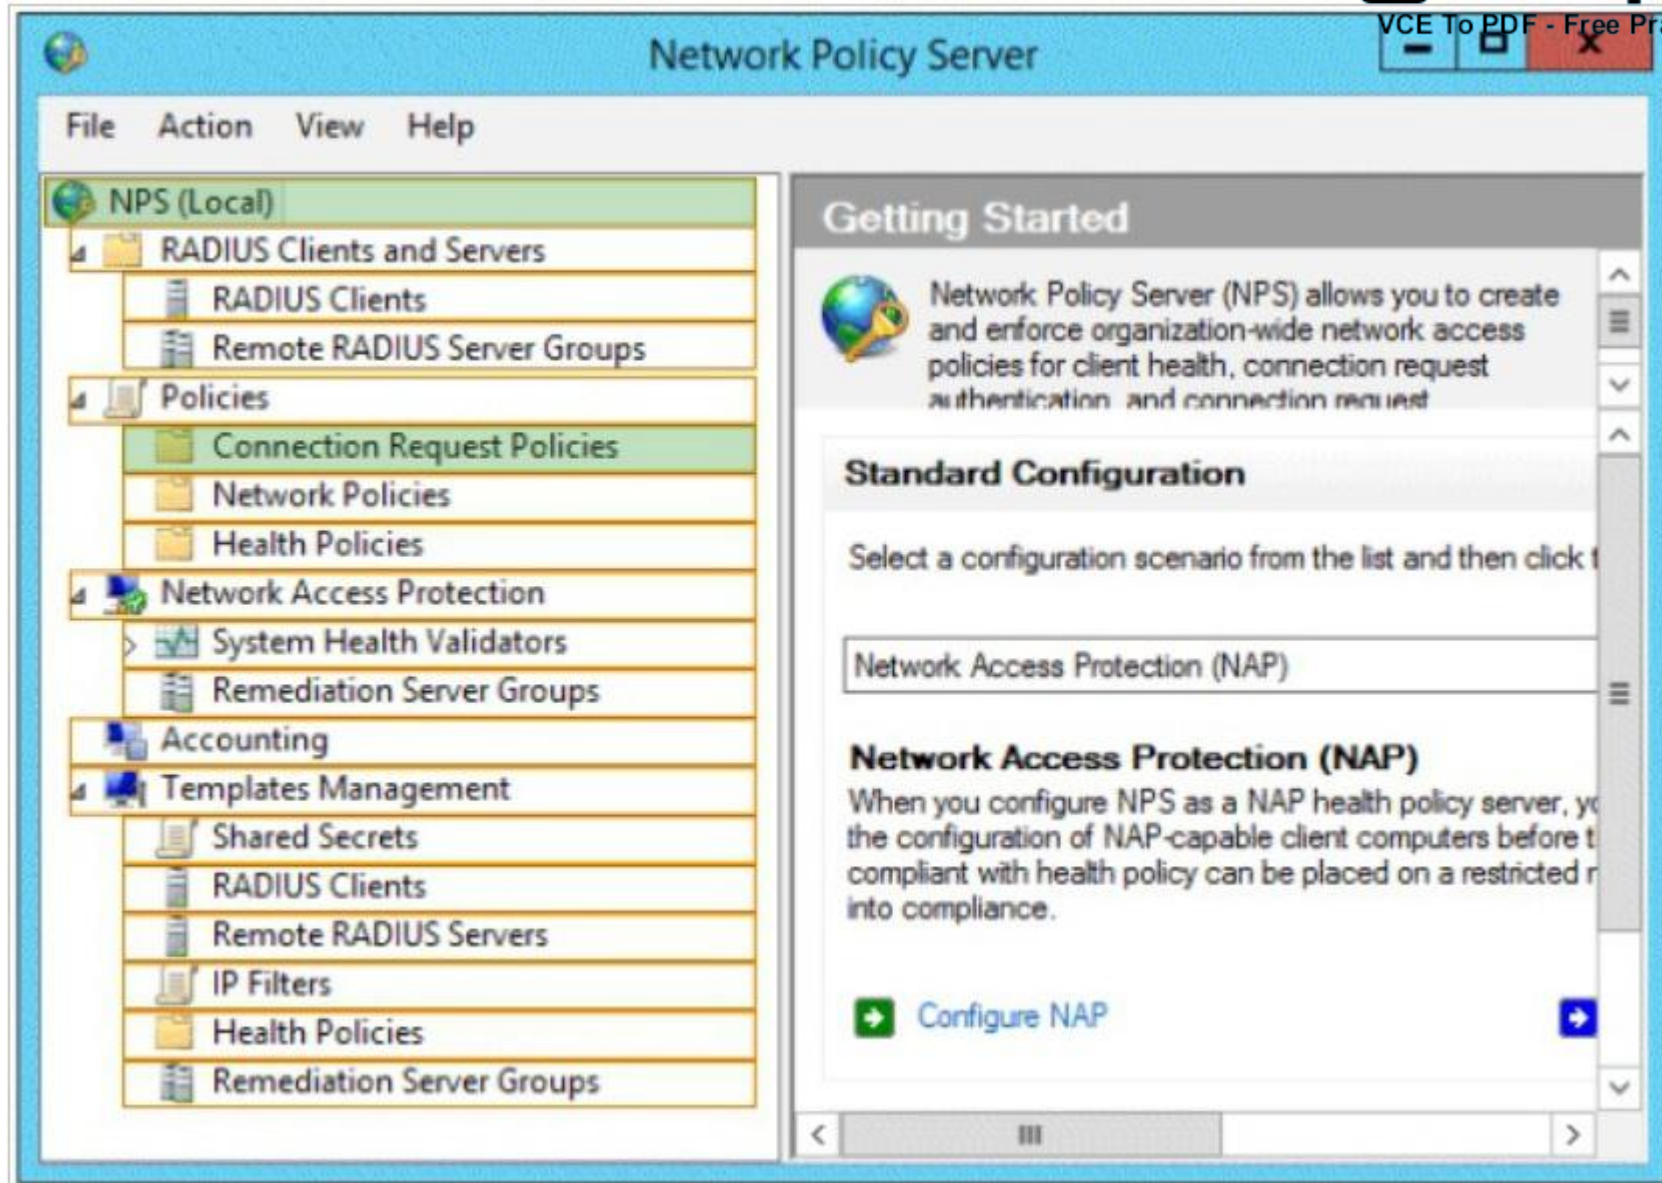 VCE To PDF - Free Pra
Network Policy Server
File Action View Help
NPS (Local)
RADIUS Clients and Servers
RADIUS Clients
Remote RADIUS Server Groups
Policies
Connection Request Policies
Network Policies
Health Policies
Network Access Protection
System Health Validators
Remediation Server Groups
Accounting
Templates Management
Shared Secrets
RADIUS Clients
Remote RADIUS Servers
IP Filters
Health Policies
Remediation Server Groups
Getting Started
Network Policy Server (NPS) allows you to create
and enforce organization-wide network access
policies for client health, connection request
authentication, and connection request
Standard Configuration
Select a configuration scenario from the list and then click
Network Access Protection (NAP)
Network Access Protection (NAP)
When you configure NPS as a NAP health policy server,
the configuration of NAP-capable client computers before
compliant with health policy can be placed on a restricted
into compliance.
Configure NAP